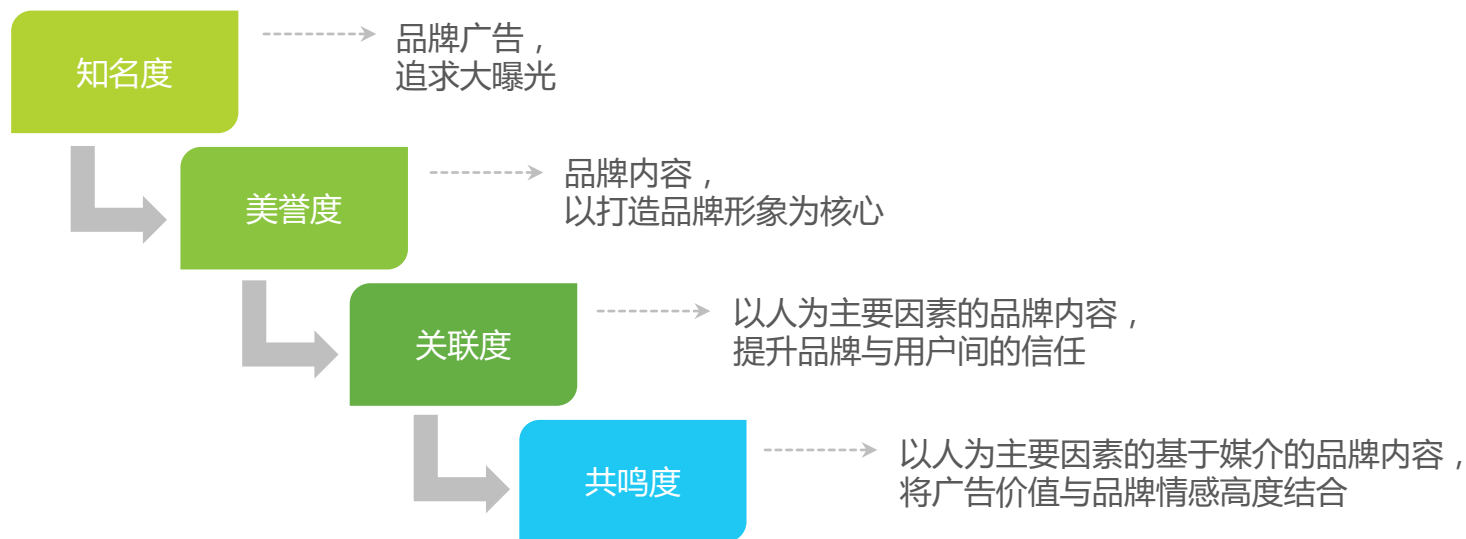 知名度
品牌广告，
追求大曝光
美誉度
品牌内容，
以打造品牌形象为核心
关联度
以人为主要因素的品牌内容，
提升品牌与用户间的信任
共鸣度
以人为主要因素的基于媒介的品牌内容，
将广告价值与品牌情感高度结合